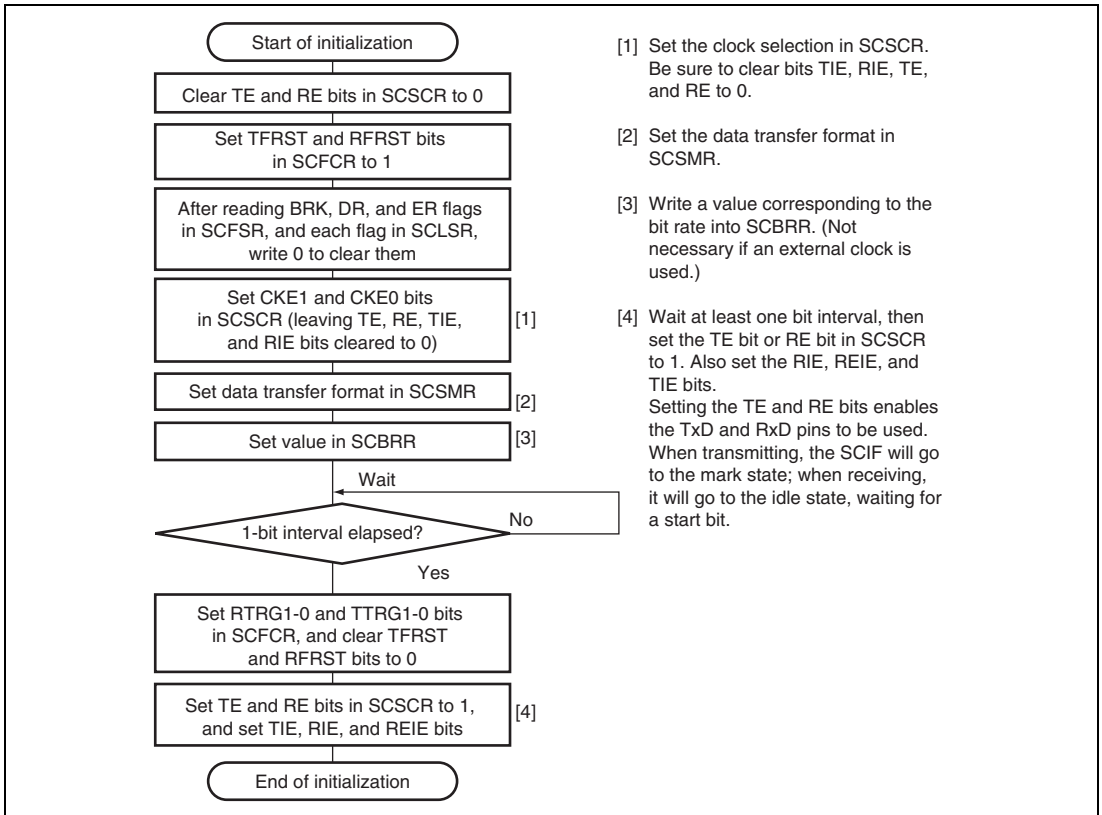 Start of initialization
Clear TE and RE bits in SCSCR to 0
Set TFRST and RFRST bits
in SCFCR to 1
After reading BRK, DR, and ER flags
in SCFSR, and each flag in SCLSR,
write 0 to clear them
Set CKE1 and CKE0 bits
in SCSCR (leaving TE, RE, TIE,
and RIE bits cleared to 0)
[1]
Set data transfer format in SCSMR
[2]
Set value in SCBRR
[3]
Wait
1-bit interval elapsed?
No
Yes
Set RTRG1-0 and TTRG1-0 bits
in SCFCR, and clear TFRST
and RFRST bits to 0
Set TE and RE bits in SCSCR to 1,
and set TIE, RIE, and REIE bits
[4]
End of initialization
[1] Set the clock selection in SCSCR.
Be sure to clear bits TIE, RIE, TE,
and RE to 0.
[2] Set the data transfer format in
SCSMR.
[3] Write a value corresponding to the
bit rate into SCBRR. (Not
necessary if an external clock is
used.)
[4] Wait at least one bit interval, then
set the TE bit or RE bit in SCSCR
to 1. Also set the RIE, REIE, and
TIE bits.
Setting the TE and RE bits enables
the TxD and RxD pins to be used.
When transmitting, the SCIF will go
to the mark state; when receiving,
it will go to the idle state, waiting for
a start bit.